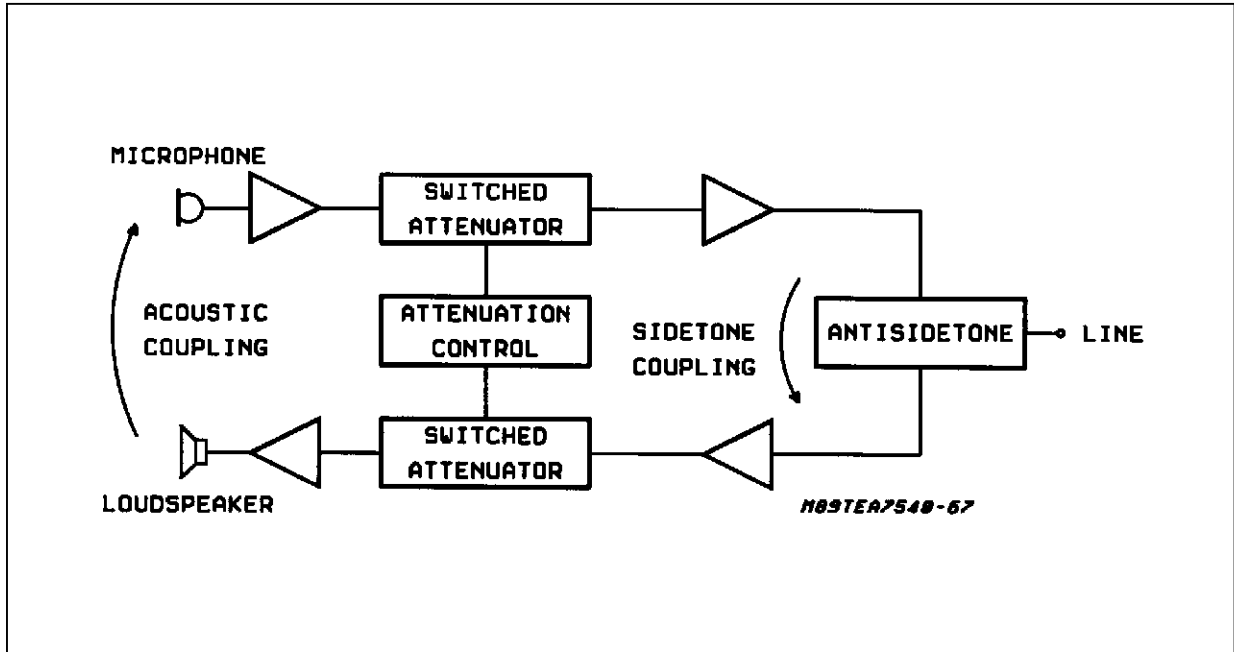 MICROPHONE
SWITCHED
ATTENUATOR
ACOUSTIC
COUPLING
ATTENUATION
CONTROL
SIDETONE
COUPLING
ANTISIDETONE
LINE
SWITCHED
ATTENUATOR
LOUDSPEAKER
M89TEA7540-67